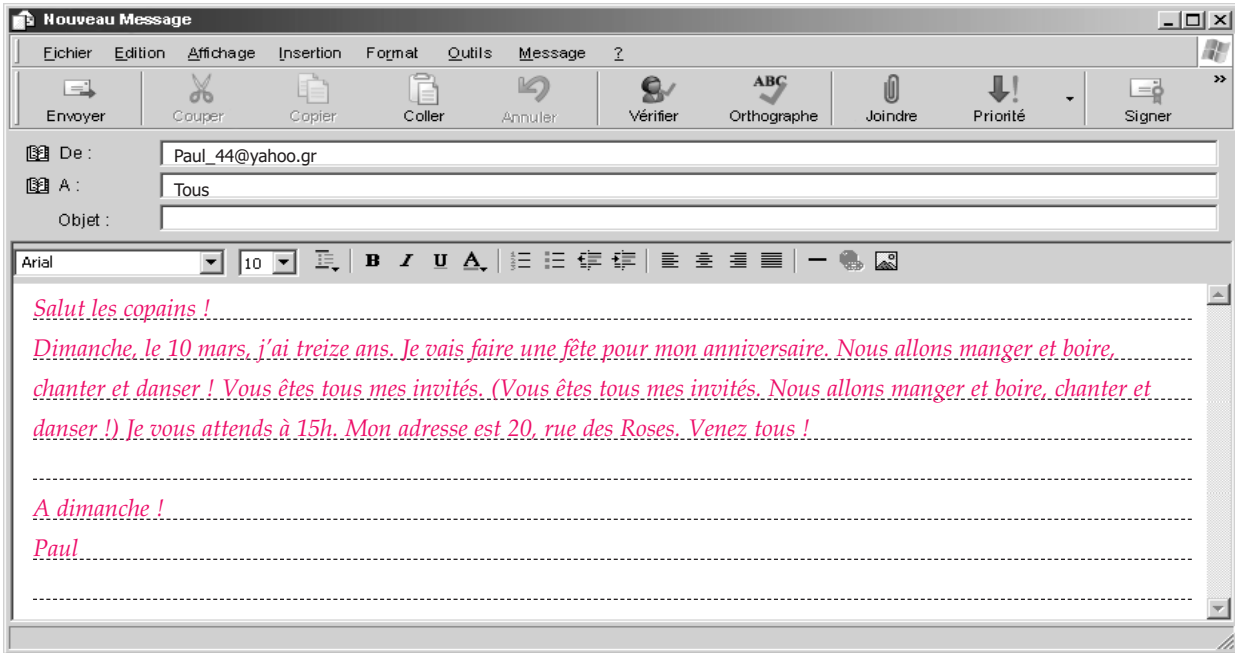 Nouveau Message
Fichier Edition Affichage Insertion Format Outils Message ?
Envoyer Couper Copier Coller Annuler Vérifier ABC Orthographe Joindre Priorité Signer »
De : Paul_44@yahoo.gr
A : Tous
Objet :
Arial 10 B I U A
Salut les copains !
Dimanche, le 10 mars, j'ai treize ans. Je vais faire une fête pour mon anniversaire. Nous allons manger et boire,
chanter et danser ! Vous êtes tous mes invités. (Vous êtes tous mes invités. Nous allons manger et boire, chanter et
danser !) Je vous attends à 15h. Mon adresse est 20, rue des Roses. Venez tous !
A dimanche !
Paul